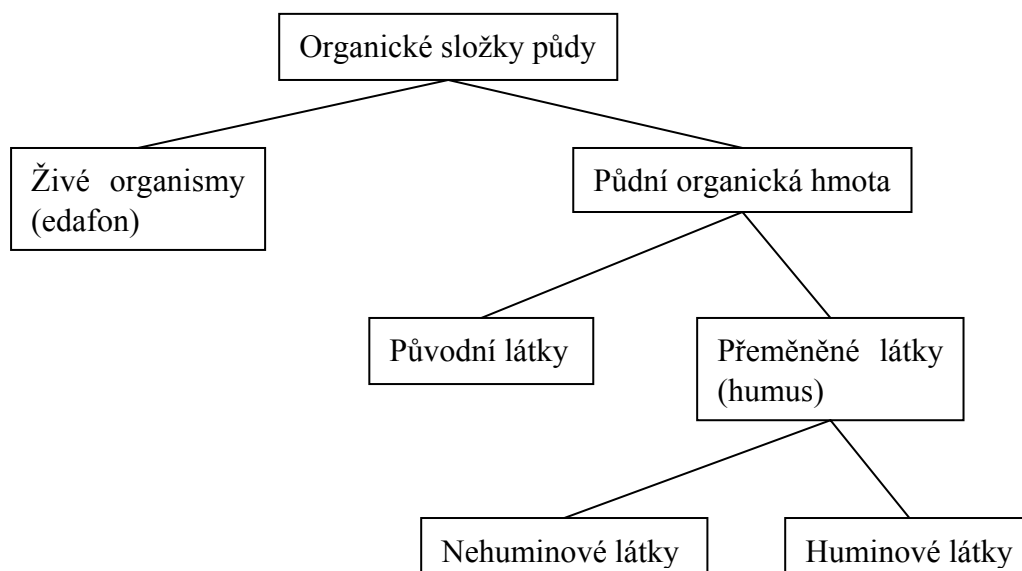 Organické složky půdy
Živé organismy
(edafon)
Půdní organická hmota
Původní látky
Přeměněné látky
(humus)
Nehuminové látky
Huminové látky